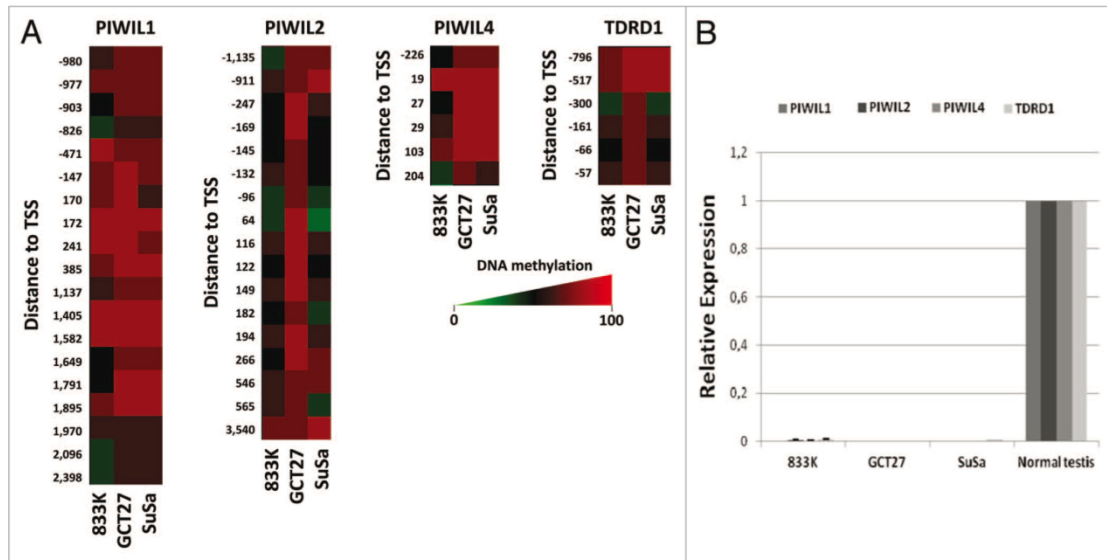 A
PIWIL1
Distance to TSS
-980
-977
-903
-826
-471
-147
170
172
241
385
1,137
1,405
1,582
1,649
1,791
1,895
1,970
2,096
2,398
833K
GCT27
SuSa
PIWIL2
Distance to TSS
-1,135
-911
-247
-169
-145
-132
-96
64
116
122
149
182
194
266
546
565
3,540
833K
GCT27
SuSa
PIWIL4
Distance to TSS
-226
19
27
29
103
204
833K
GCT27
SuSa
TDRD1
Distance to TSS
-796
-517
-300
-161
-66
-57
833K
GCT27
SuSa
DNA methylation
0 100
B
PIWIL1 PIWIL2 PIWIL4 TDRD1
Relative Expression
1,2
1
0,8
0,6
0,4
0,2
0
833K GCT27 SuSa Normal testis